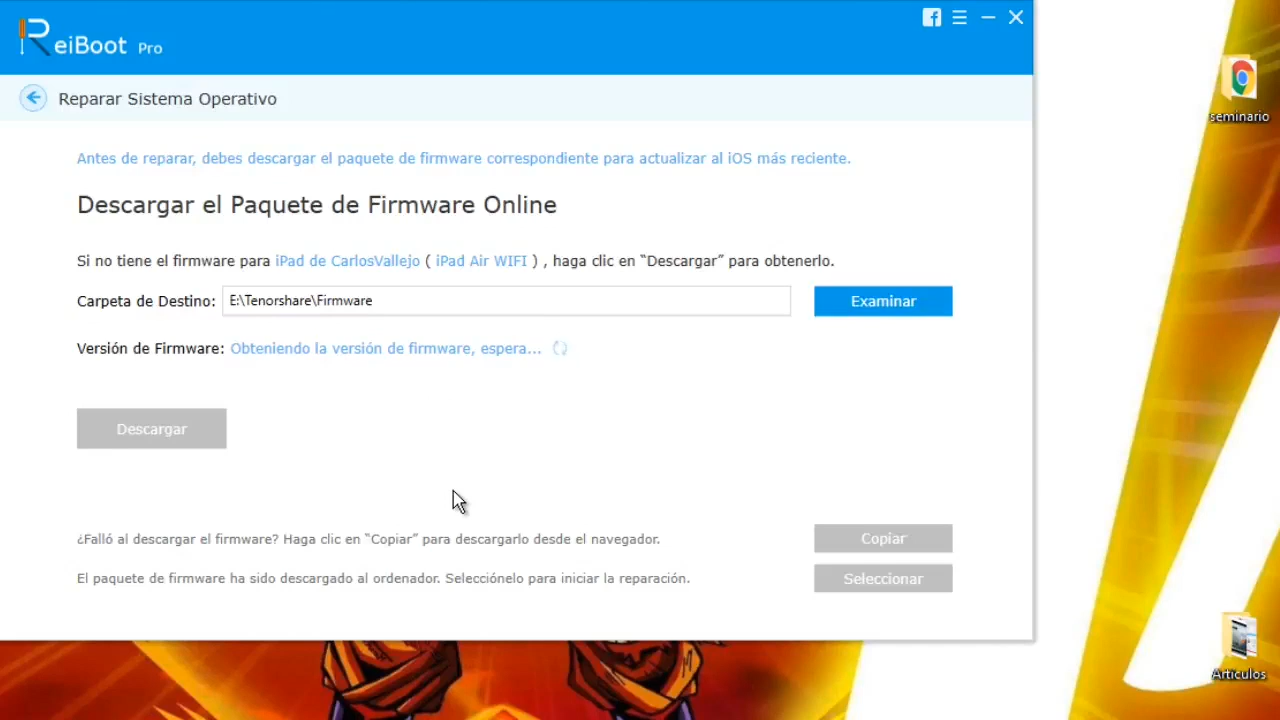 ReiBoot Pro
Reparar Sistema Operativo
Antes de reparar, debes descargar el paquete de firmware correspondiente para actualizar al iOS más reciente.
Descargar el Paquete de Firmware Online
Si no tiene el firmware para iPad de CarlosVallejo ( iPad Air WIFI ) , haga clic en “Descargar” para obtenerlo.
Carpeta de Destino: E:\Tenorshare\Firmware Examinar
Versión de Firmware: Obteniendo la versión de firmware, espera...
Descargar
¿Falló al descargar el firmware? Haga clic en “Copiar” para descargarlo desde el navegador. Copiar
El paquete de firmware ha sido descargado al ordenador. Selecciónelo para iniciar la reparación. Seleccionar
seminario
Articulos